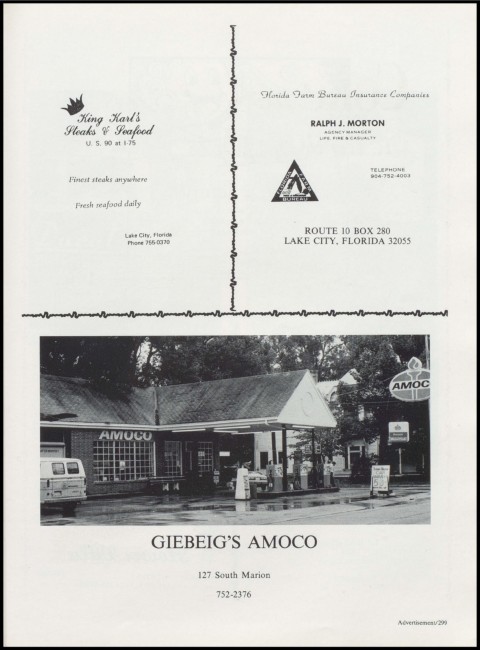 King Karl's
Steaks & Seafood
U. S. 90 at I-75
Finest steaks anywhere
Fresh seafood daily
Lake City, Florida
Phone 755-0370
Florida Farm Bureau Insurance Companies
RALPH J. MORTON
AGENCY MANAGER
LIFE, FIRE & CASUALTY
FLORIDA FARM
BUREAU
TELEPHONE
904-752-4003
ROUTE 10 BOX 280
LAKE CITY, FLORIDA 32055
AMOCO
AMOCO
GIEBEIG'S AMOCO
127 South Marion
752-2376
Advertisement/299